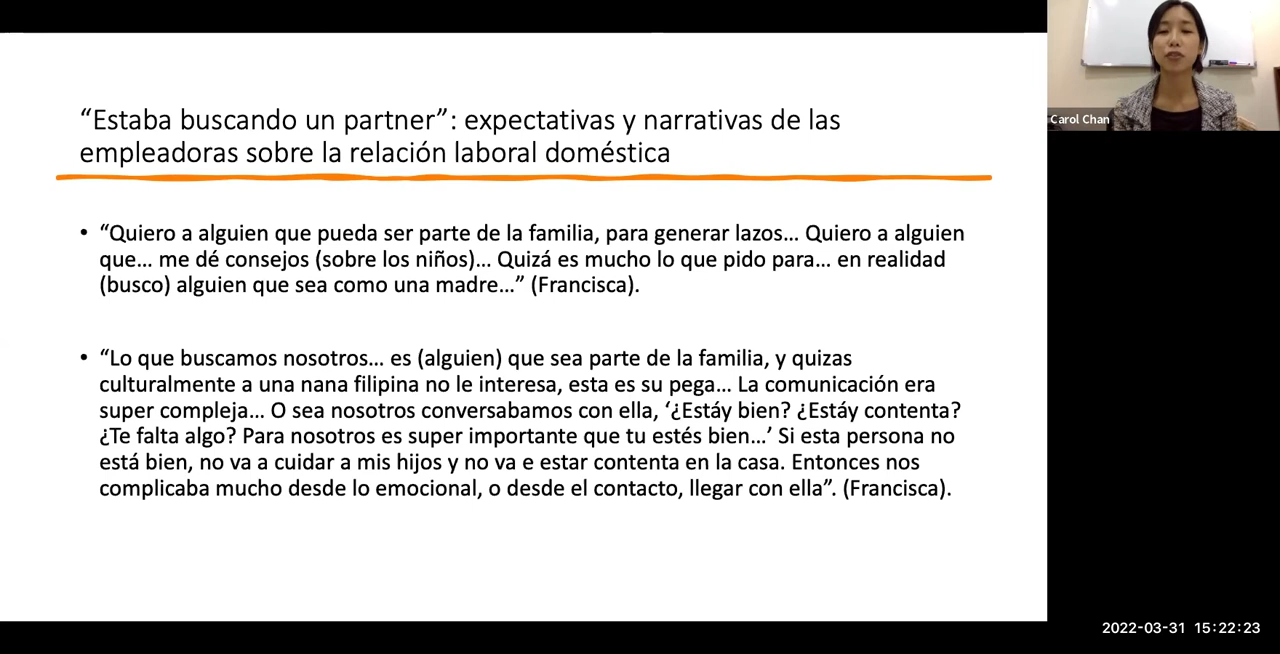 “Estaba buscando un partner”: expectativas y narrativas de las
empleadoras sobre la relación laboral doméstica
• “Quiero a alguien que pueda ser parte de la familia, para generar lazos... Quiero a alguien
que... me dé consejos (sobre los niños)... Quizá es mucho lo que pido para... en realidad
(busco) alguien que sea como una madre...” (Francisca).
• “Lo que buscamos nosotros... es (alguien) que sea parte de la familia, y quizas
culturalmente a una nana filipina no le interesa, esta es su pega... La comunicación era
super compleja... O sea nosotros conversabamos con ella, ‘¿Estáy bien? ¿Estáy contenta?
¿Te falta algo? Para nosotros es super importante que tu estés bien...’ Si esta persona no
está bien, no va a cuidar a mis hijos y no va e estar contenta en la casa. Entonces nos
complicaba mucho desde lo emocional, o desde el contacto, llegar con ella”. (Francisca).
Carol Chan
2022-03-31 15:22:23